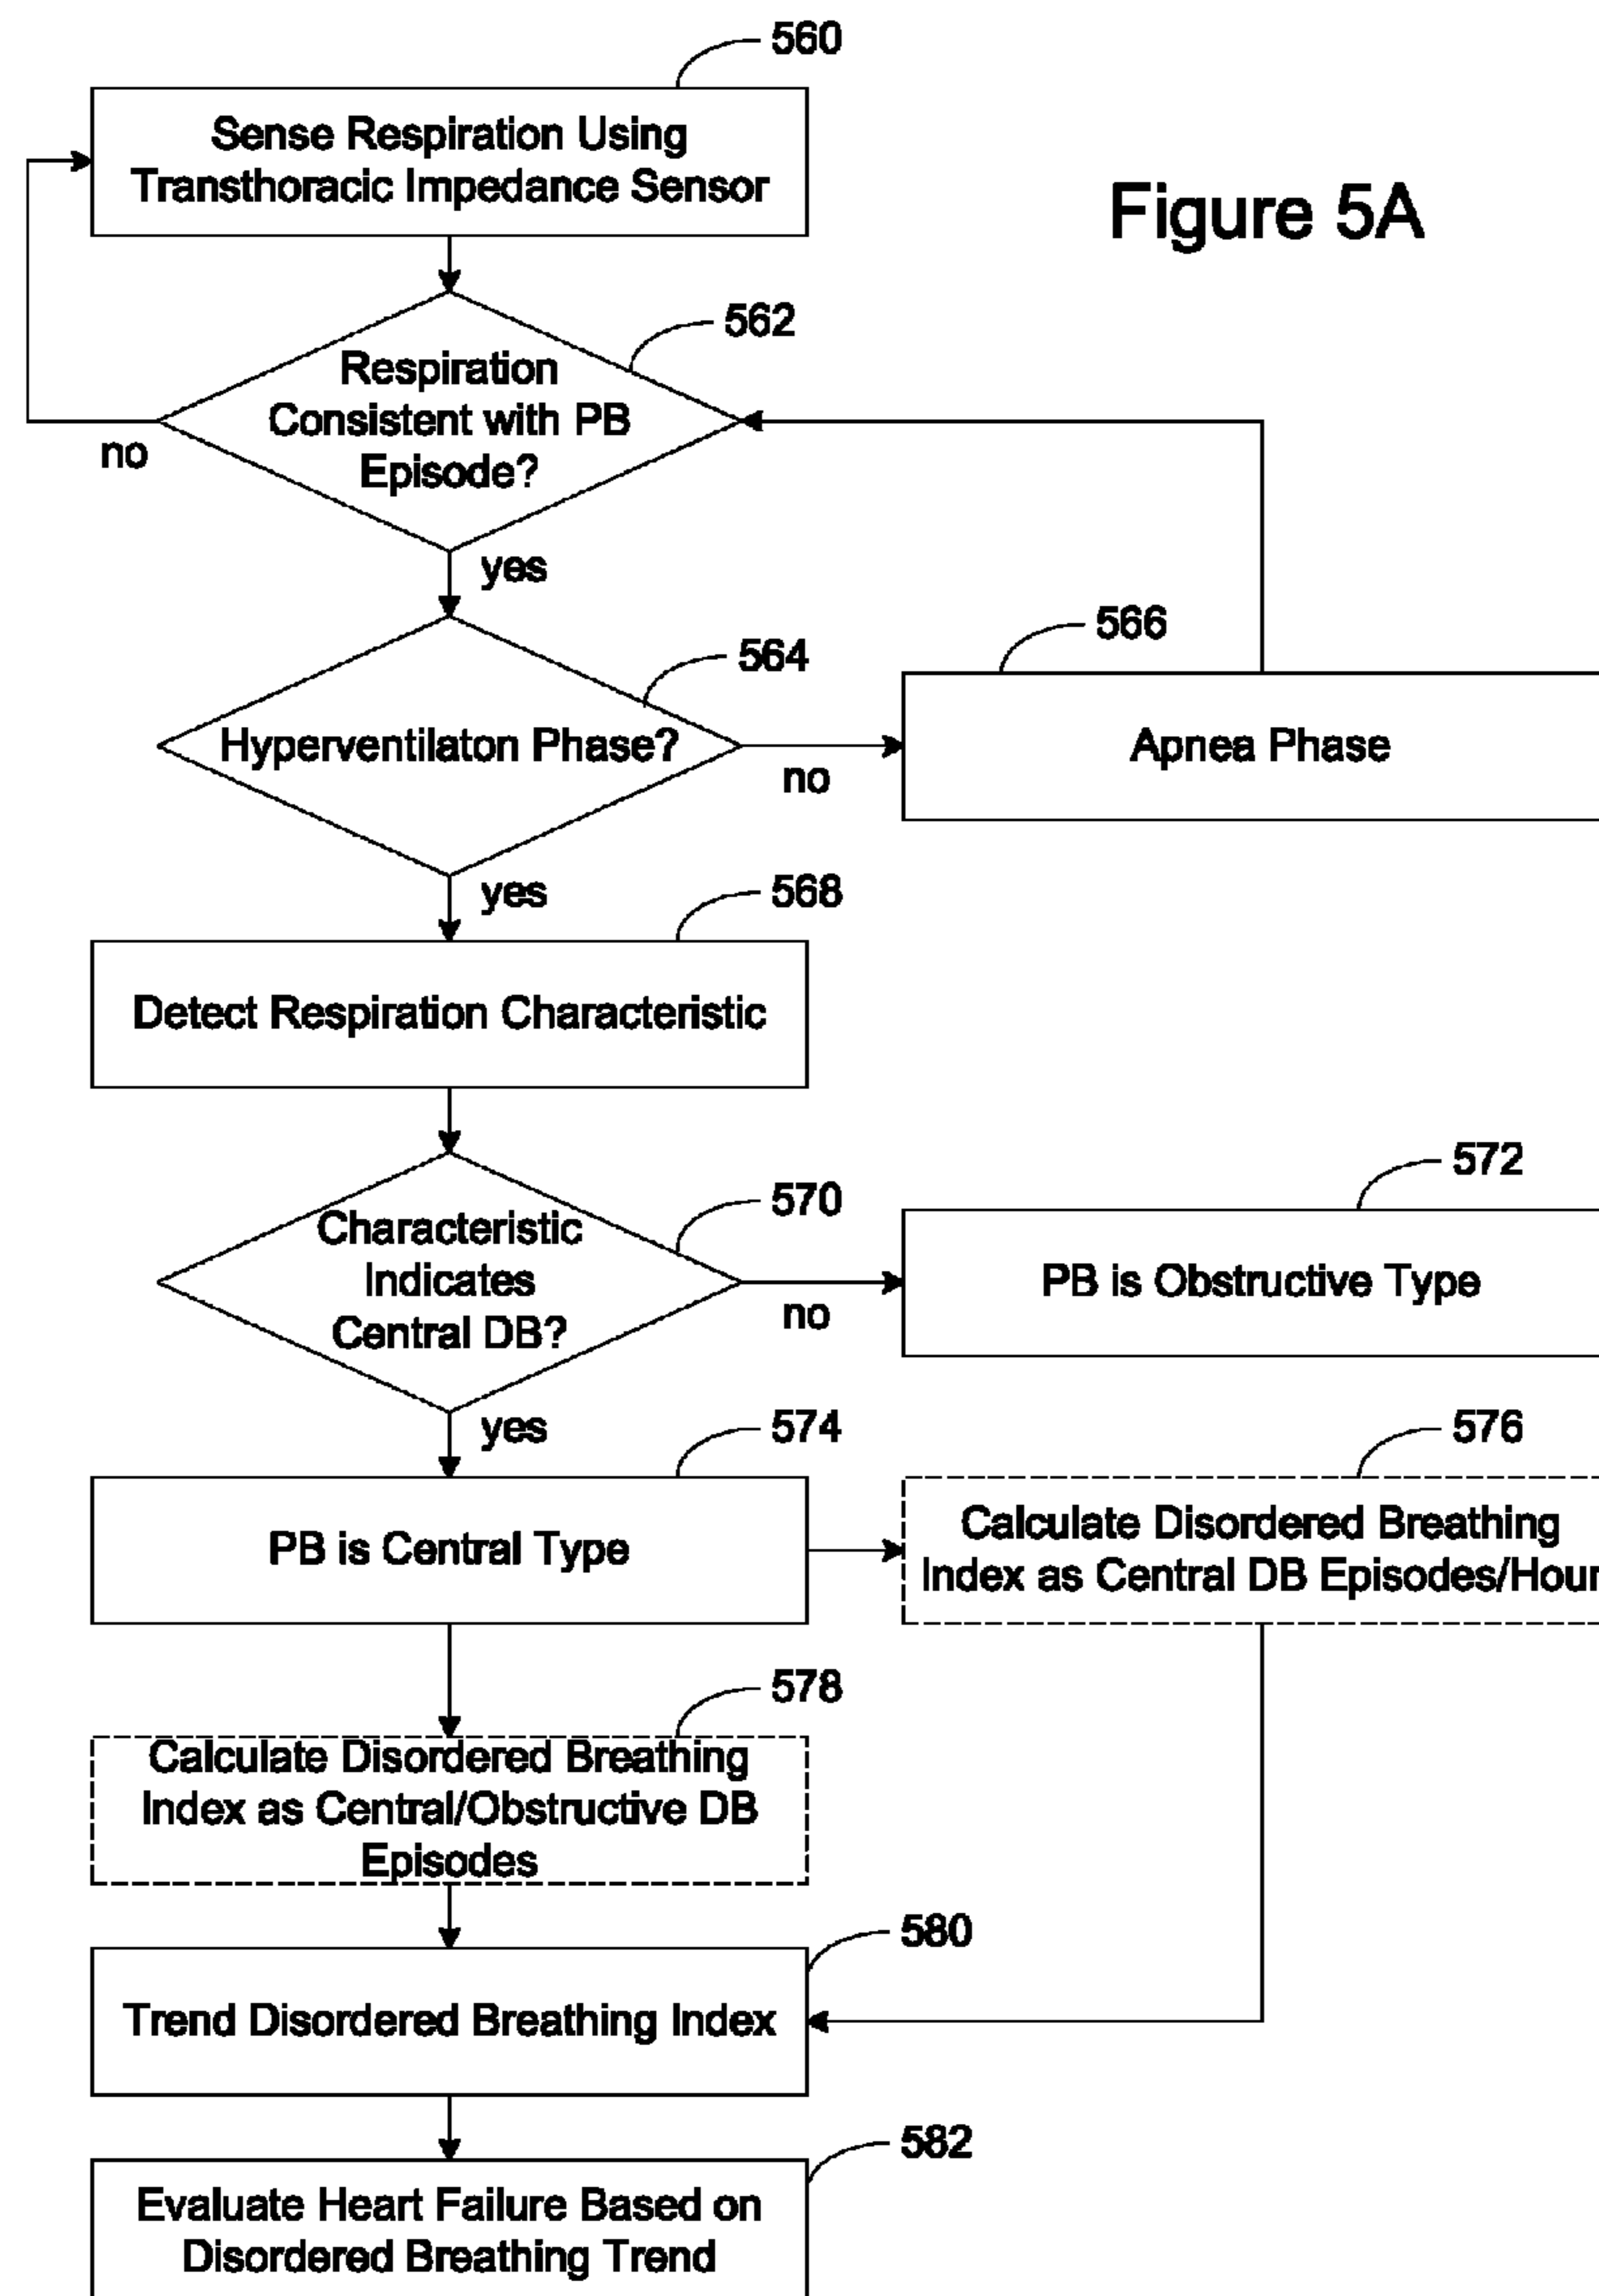 560
Sense Respiration Using
Transthoracic Impedance Sensor
Figure 5A
562
Respiration
Consistent with PB
Episode?
no
yes
564
566
Hyperventilaton Phase?
no
Apnea Phase
yes
568
Detect Respiration Characteristic
570
572
Characteristic
Indicates
Central DB?
no
PB is Obstructive Type
yes
574
576
PB is Central Type
Calculate Disordered Breathing
Index as Central DB Episodes/Hour
578
Calculate Disordered Breathing
Index as Central/Obstructive DB
Episodes
580
Trend Disordered Breathing Index
582
Evaluate Heart Failure Based on
Disordered Breathing Trend